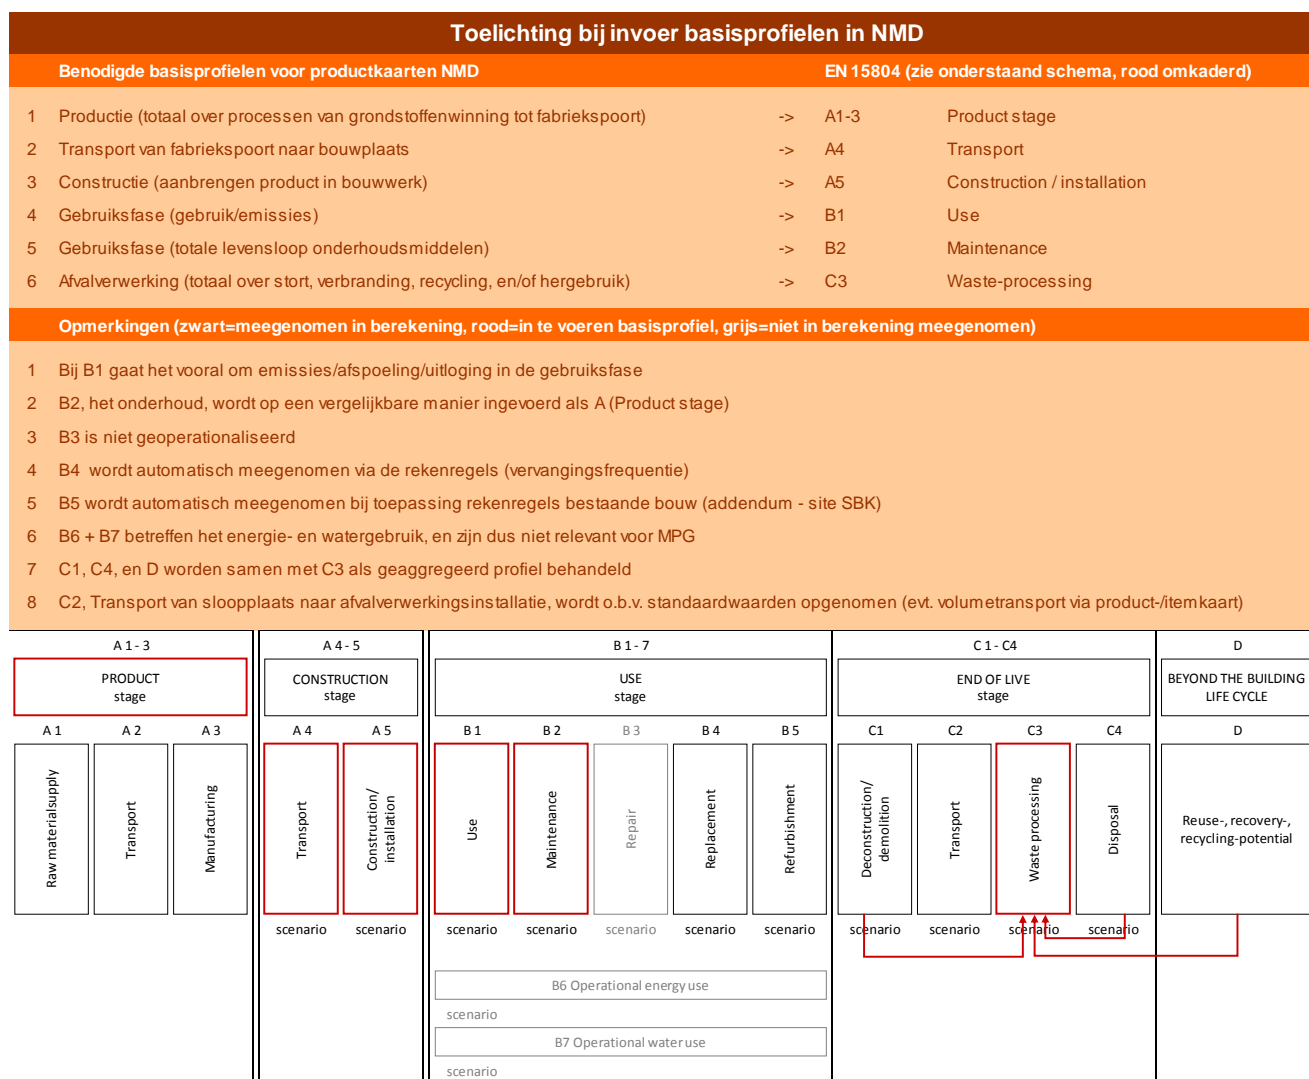 Toelichting bij invoer basisprofielen in NMD
Benodigde basisprofielen voor productkaarten NMD EN 15804 (zie onderstaand schema, rood omkaderd)
1 Productie (totaal over processen van grondstoffenwinning tot fabriekspoort) -> A1-3 Product stage
2 Transport van fabriekspoort naar bouwplaats -> A4 Transport
3 Constructie (aanbrengen product in bouwwerk) -> A5 Construction / installation
4 Gebruiksfase (gebruik/emissies) -> B1 Use
5 Gebruiksfase (totale levensloop onderhoudsmiddelen) -> B2 Maintenance
6 Afvalverwerking (totaal over stort, verbranding, recycling, en/of hergebruik) -> C3 Waste-processing
Opmerkingen (zwart=meegenomen in berekening, rood=in te voeren basisprofiel, grijs=niet in berekening meegenomen)
1 Bij B1 gaat het vooral om emissies/afspoeling/uitloging in de gebruiksfase
2 B2, het onderhoud, wordt op een vergelijkbare manier ingevoerd als A (Product stage)
3 B3 is niet geoperationaliseerd
4 B4 wordt automatisch meegenomen via de rekenregels (vervangingsfrequentie)
5 B5 wordt automatisch meegenomen bij toepassing rekenregels bestaande bouw (addendum - site SBK)
6 B6 + B7 betreffen het energie- en watergebruik, en zijn dus niet relevant voor MPG
7 C1, C4, en D worden samen met C3 als geaggregeerd profiel behandeld
8 C2, Transport van sloopplaats naar afvalverwerkingsinstallatie, wordt o.b.v. standaardwaarden opgenomen (evt. volumetransport via product-/itemkaart)
A 1 - 3 A 4 - 5 B 1 - 7 C 1 - C4 D
PRODUCT stage
CONSTRUCTION stage
USE stage
END OF LIVE stage
BEYOND THE BUILDING LIFE CYCLE
A 1 A 2 A 3 A 4 A 5 B 1 B 2 B 3 B 4 B 5 C1 C2 C3 C4 D
Raw materialsupply
Transport
Manufacturing
Transport
Construction/ installation
Use
Maintenance
Repair
Replacement
Refurbishment
Deconstruction/ demolition
Transport
Waste processing
Disposal
Reuse-, recovery-,
recycling-potential
scenario scenario scenario scenario scenario scenario scenario scenario scenario scenario scenario
B6 Operational energy use
scenario
B7 Operational water use
scenario